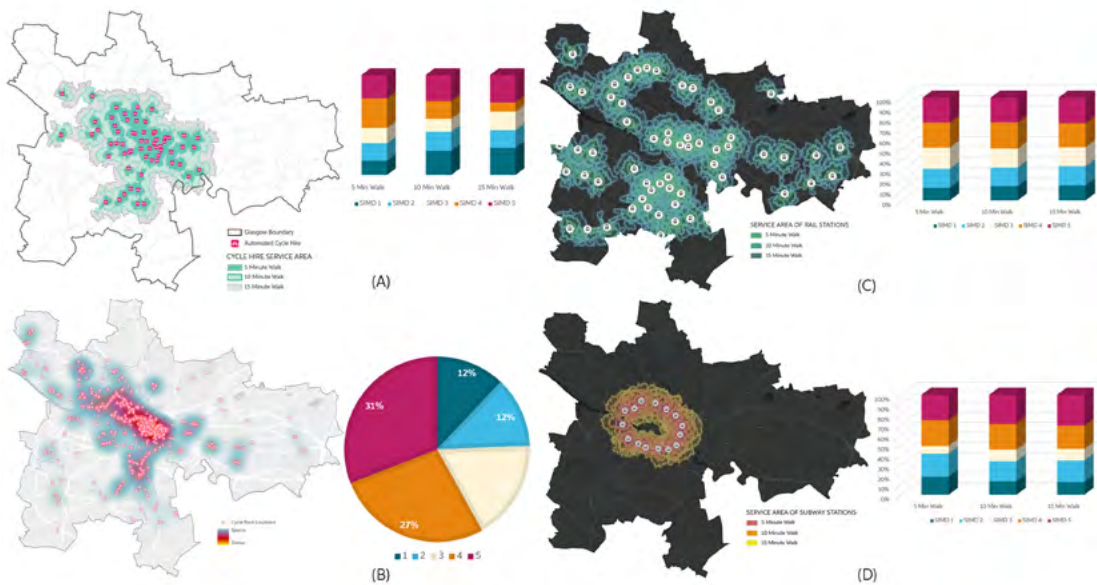 5 Min Walk 10 Min Walk 15 Min Walk
SIMD 1 SIMD 2 SIMD 3 SIMD 4 SIMD 5
Glasgow Boundary
Automated Cycle Hire
CYCLE HIRE SERVICE AREA
5 Minute Walk
10 Minute Walk
15 Minute Walk
(A)
100%
90%
80%
70%
60%
50%
40%
30%
20%
10%
0%
5 Min Walk 10 Min Walk 15 Min Walk
SIMD 1 SIMD 2 SIMD 3 SIMD 4 SIMD 5
SERVICE AREA OF RAIL STATIONS
5 Minute Walk
10 Minute Walk
15 Minute Walk
(C)
12%
12%
27%
31%
1 2 3 4 5
Cycle Rack Locations
Sparse
Dense
(B)
100%
90%
80%
70%
60%
50%
40%
30%
20%
10%
0%
5 Min Walk 10 Min Walk 15 Min Walk
SIMD 1 SIMD 2 SIMD 3 SIMD 4 SIMD 5
SERVICE AREA OF SUBWAY STATIONS
5 Minute Walk
10 Minute Walk
15 Minute Walk
(D)